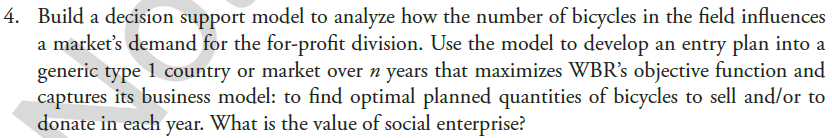 4. Build a decision support model to analyze how the number of bicycles in the field influences
a market's demand for the for-profit division. Use the model to develop an entry plan into a
generic type 1 country or market over n years that maximizes WBR's objective function and
captures its business model: to find optimal planned quantities of bicycles to sell and/or to
donate in each year. What is the value of social enterprise?